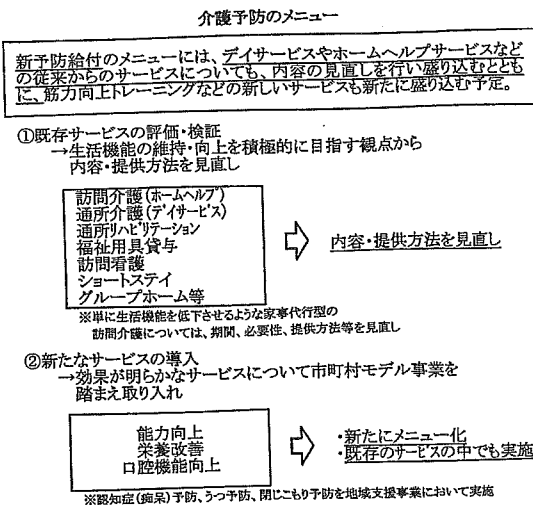 介護予防のメニュー
新予防給付のメニューには、デイサービスやホームヘルプサービスなど
の従来からのサービスについても、内容の見直しを行い盛り込むととも
に、筋力向上トレーニングなどの新しいサービスも新たに盛り込む予定。
①既存サービスの評価・検証
→生活機能の維持・向上を積極的に目指す観点から
内容・提供方法を見直し
訪問介護(ホームヘルプ)
通所介護(デイサービス)
通所リハビリテーション
福祉用具貸与
訪問看護
ショートステイ
グループホーム等
内容・提供方法を見直し
※単に生活機能を低下させるような家事代行型の
訪問介護については、期間、必要性、提供方法等を見直し
②新たなサービスの導入
→効果が明らかなサービスについて市町村モデル事業を
踏まえ取り入れ
能力向上
栄養改善
口腔機能向上
・新たにメニュー化
・既存のサービスの中でも実施
※認知症(痴呆)予防、うつ予防、閉じこもり予防を地域支援事業において実施